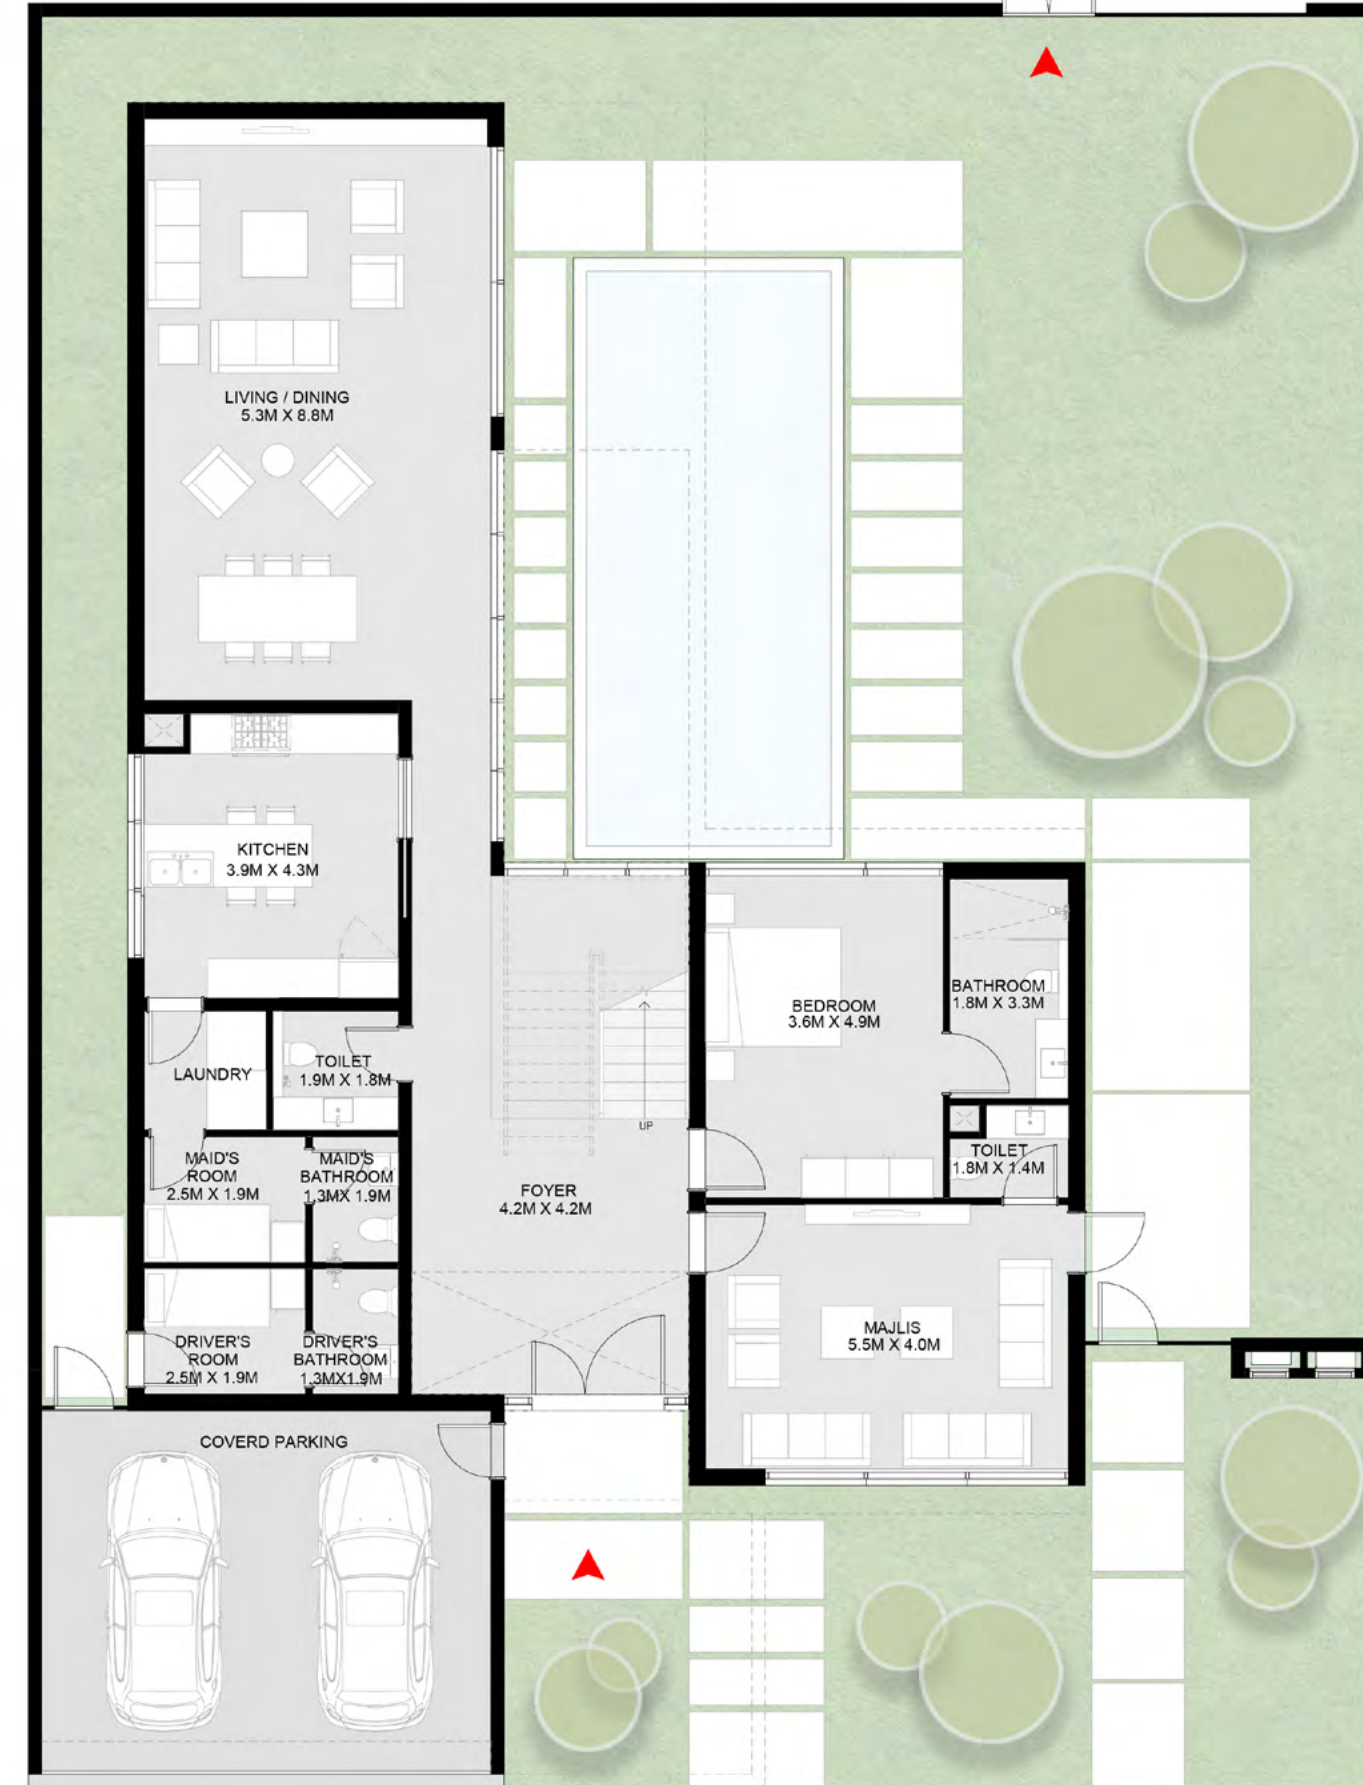 LIVING / DINING
5.3M X 8.8M
KITCHEN
3.9M X 4.3M
BATHROOM
1.8M X 3.3M
BEDROOM
3.6M X 4.9M
LAUNDRY
TOILET
1.9M X 1.8M
UP
MAID'S
ROOM
2.5M X 1.9M
MAID'S
BATHROOM
1.3MX 1.9M
FOYER
4.2M X 4.2M
TOILET
1.8M X 1.4M
DRIVER'S
ROOM
2.5M X 1.9M
DRIVER'S
BATHROOM
1.3MX1.9M
MAJLIS
5.5M X 4.0M
COVERD PARKING